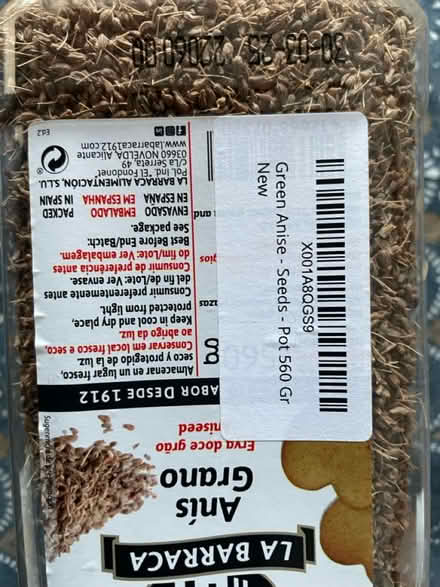 LA BARRACA
Anís
Grano
Erva doce grão
niseed
ABOR DESDE 1912
Almacenar en un lugar fresco,
seco y protegido de la luz.
Conservar em local fresco e seco,
ao abrigo da luz.
Keep in cool and dry place,
protected from light.
Consumir preferentemente antes
del fin de/Lote: Ver envase.
Consumir de preferência antes
do fim/Lote: Ver embalagem.
Best Before End/Batch:
See package.
ENVASADO EN ESPAÑA
EMBALADO EM ESPANHA
PACKED IN SPAIN
LA BARRACA ALIMENTACIÓN, S.L.U.
Pol. Ind. "EL Fondonet"
c/La Serreta, 49
03660 NOVELDA, Alicante
www.labarraca1912.com
Ed.2
30-03-25
X001A8QGS9
Green Anise - Seeds - Pot 560 Gr
New